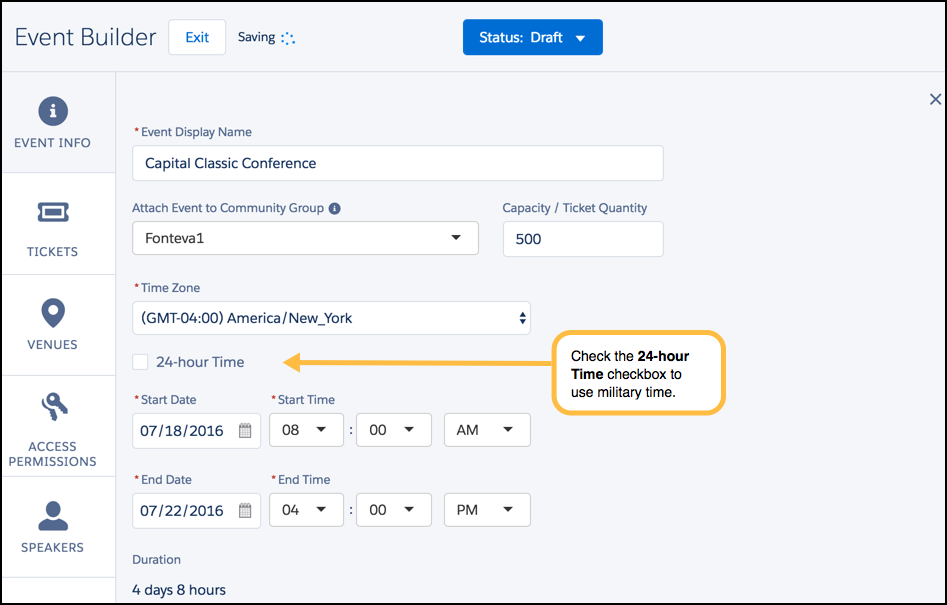 Event Builder
Exit
Saving
Status: Draft
EVENT INFO
TICKETS
VENUES
ACCESS
PERMISSIONS
SPEAKERS
* Event Display Name
Capital Classic Conference
Attach Event to Community Group
Capacity / Ticket Quantity
Fonteva1
500
* Time Zone
(GMT-04:00) America/New_York
24-hour Time
Check the 24-hour
Time checkbox to
use military time.
* Start Date
* Start Time
07/18/2016
08 : 00 AM
* End Date
* End Time
07/22/2016
04 : 00 PM
Duration
4 days 8 hours